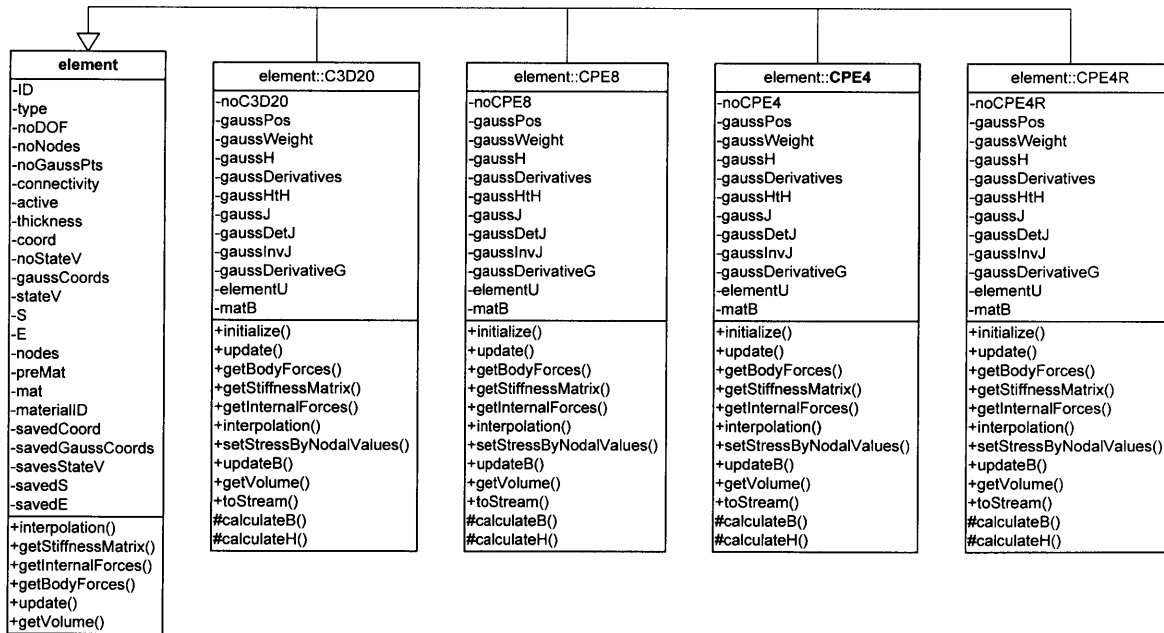 element
-ID
-type
-noDOF
-noNodes
-noGaussPts
-connectivity
-active
-thickness
-coord
-noStateV
-gaussCoords
-stateV
-S
-E
-nodes
-preMat
-mat
-materialID
-savedCoord
-savedGaussCoords
-savesStateV
-savedS
-savedE
+interpolation()
+getStiffnessMatrix()
+getInternalForces()
+getBodyForces()
+update()
+getVolume()
element::C3D20
-noC3D20
-gaussPos
-gaussWeight
-gaussH
-gaussDerivatives
-gaussHtH
-gaussJ
-gaussDetJ
-gaussInvJ
-gaussDerivativeG
-elementU
-matB
+initialize()
+update()
+getBodyForces()
+getStiffnessMatrix()
+getInternalForces()
+interpolation()
+setStressByNodalValues()
+updateB()
+getVolume()
+toStream()
#calculateB()
#calculateH()
element::CPE8
-noCPE8
-gaussPos
-gaussWeight
-gaussH
-gaussDerivatives
-gaussHtH
-gaussJ
-gaussDetJ
-gaussInvJ
-gaussDerivativeG
-elementU
-matB
+initialize()
+update()
+getBodyForces()
+getStiffnessMatrix()
+getInternalForces()
+interpolation()
+setStressByNodalValues()
+updateB()
+getVolume()
+toStream()
#calculateB()
#calculateH()
element::CPE4
-noCPE4
-gaussPos
-gaussWeight
-gaussH
-gaussDerivatives
-gaussHtH
-gaussJ
-gaussDetJ
-gaussInvJ
-gaussDerivativeG
-elementU
-matB
+initialize()
+update()
+getBodyForces()
+getStiffnessMatrix()
+getInternalForces()
+interpolation()
+setStressByNodalValues()
+updateB()
+getVolume()
+toStream()
#calculateB()
#calculateH()
element::CPE4R
-noCPE4R
-gaussPos
-gaussWeight
-gaussH
-gaussDerivatives
-gaussHtH
-gaussJ
-gaussDetJ
-gaussInvJ
-gaussDerivativeG
-elementU
-matB
+initialize()
+update()
+getBodyForces()
+getStiffnessMatrix()
+getInternalForces()
+interpolation()
+setStressByNodalValues()
+updateB()
+getVolume()
+toStream()
#calculateB()
#calculateH()